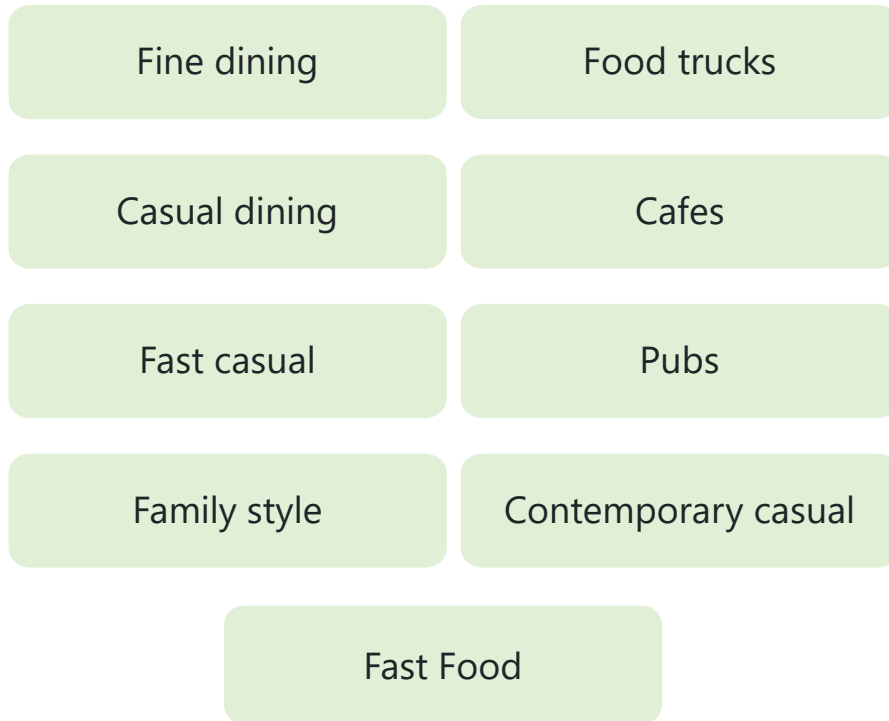 Fine dining
Food trucks
Casual dining
Cafes
Fast casual
Pubs
Family style
Contemporary casual
Fast Food